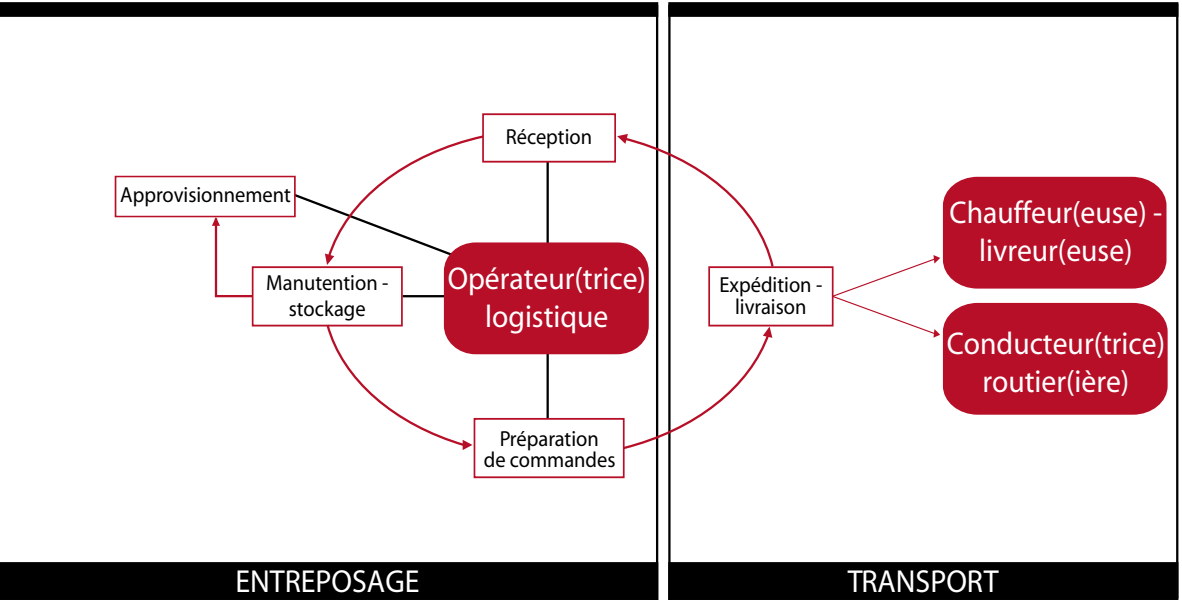 Réception
Approvisionnement
Manutention -
stockage
Opérateur(trice)
logistique
Préparation
de commandes
Expédition -
livraison
Chauffeur(euse) -
livreur(euse)
Conducteur(trice)
routier(ière)
ENTREPOSAGE
TRANSPORT